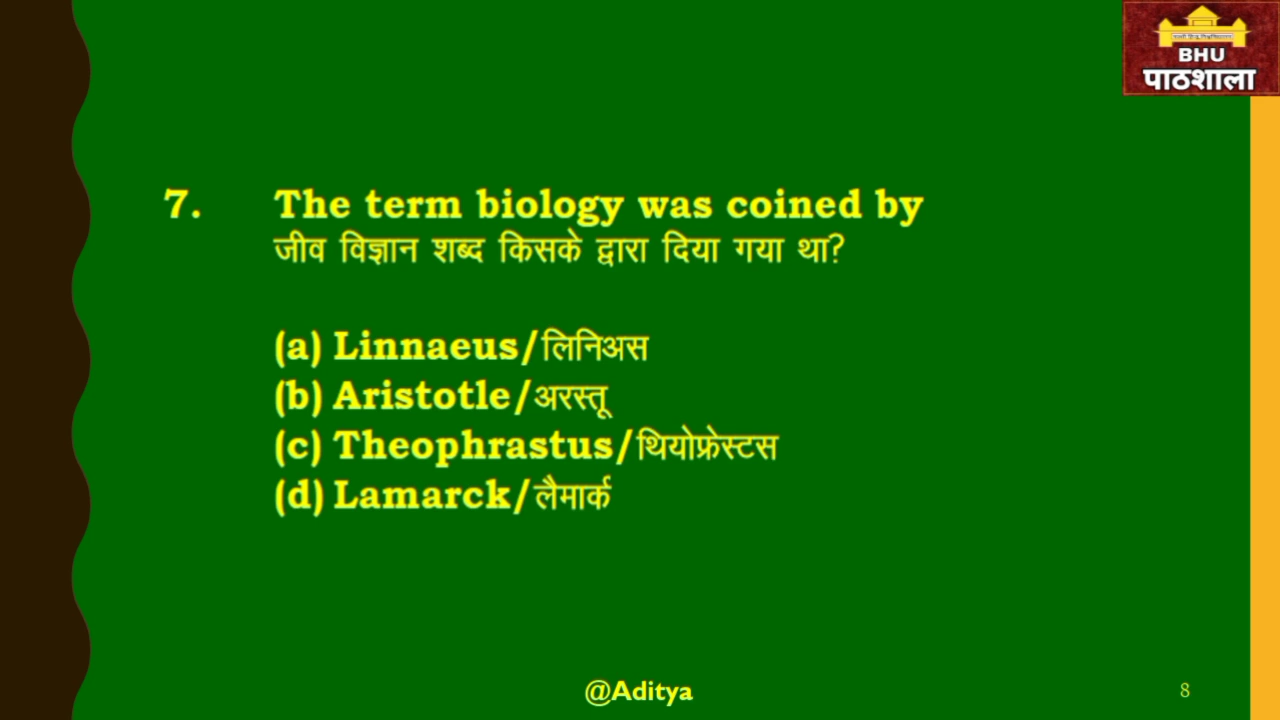 BHU
पाठशाला
7. The term biology was coined by
जीव विज्ञान शब्द किसके द्वारा दिया गया था?
(a) Linnaeus/लिनिअस
(b) Aristotle/अरस्तू
(c) Theophrastus/थियोफ्रेस्टस
(d) Lamarck/लैमार्क
@Aditya
8